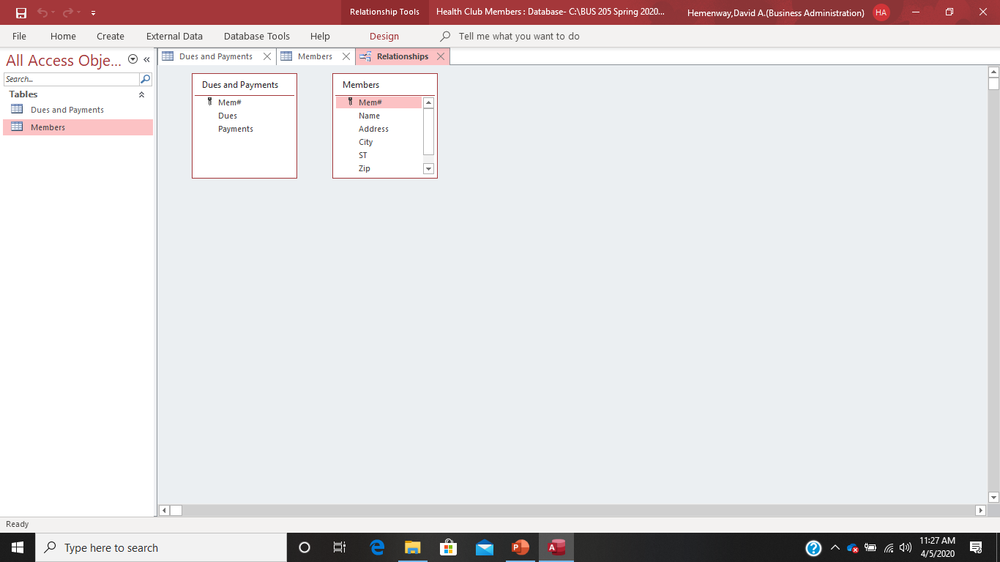 Relationship Tools
Health Club Members : Database- C:\BUS 205 Spring 2020...
Hemenway,David A.(Business Administration)
HA
File Home Create External Data Database Tools Help Design Tell me what you want to do
All Access Obje...
Search...
Tables
Dues and Payments
Members
Dues and Payments
Members
Relationships
Dues and Payments
Mem#
Dues
Payments
Members
Mem#
Name
Address
City
ST
Zip
Ready
Type here to search
11:27 AM
4/5/2020